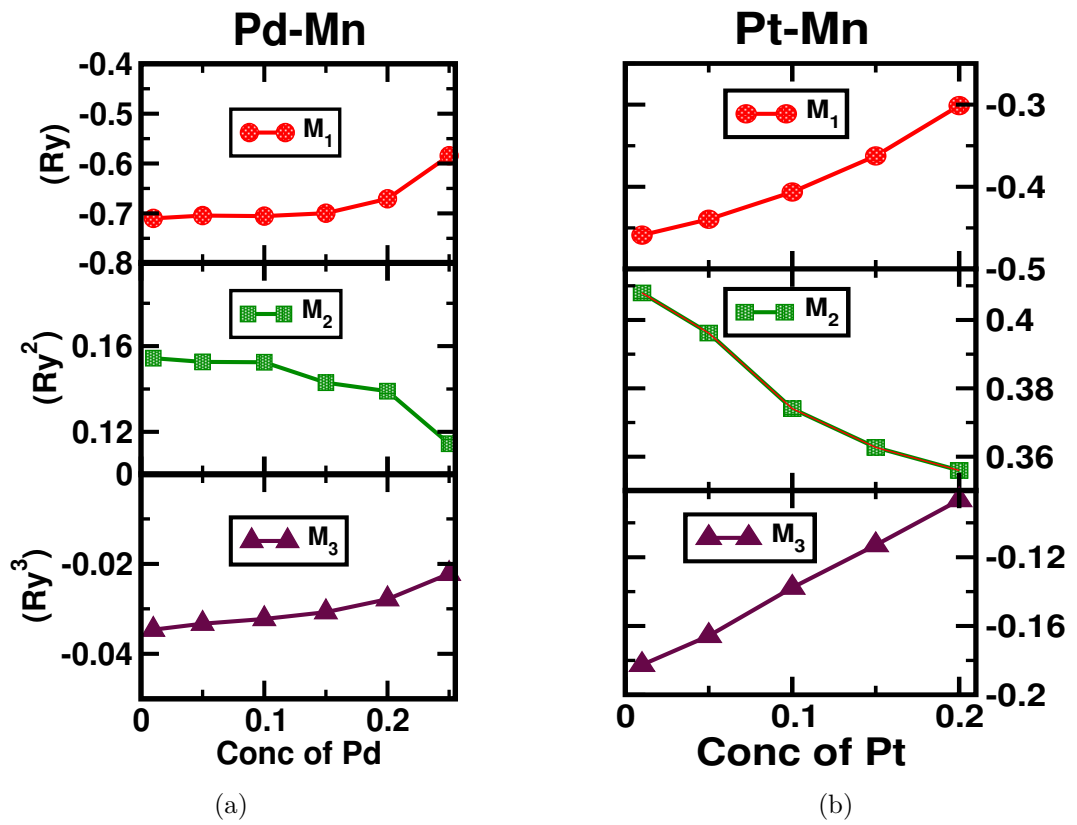 Pd-Mn
-0.4
-0.5
-0.6
-0.7
-0.8
(Ry)
M1
0.16
0.12
0
(Ry2)
M2
-0.02
-0.04
(Ry3)
M3
0 0.1 0.2
Conc of Pd
(a)
Pt-Mn
-0.3
-0.4
-0.5
M1
0.4
0.38
0.36
M2
-0.12
-0.16
-0.2
M3
0 0.1 0.2
Conc of Pt
(b)